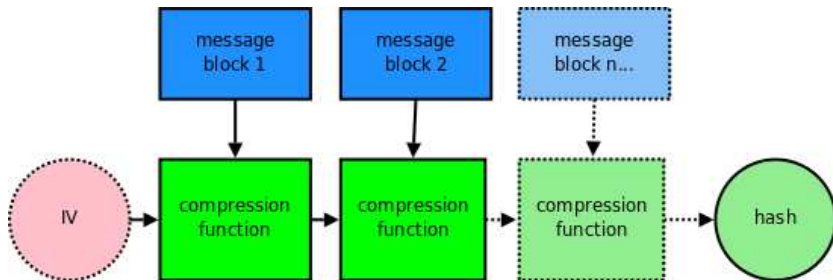 message
block 1
message
block 2
message
block n...
IV
compression
function
compression
function
compression
function
hash